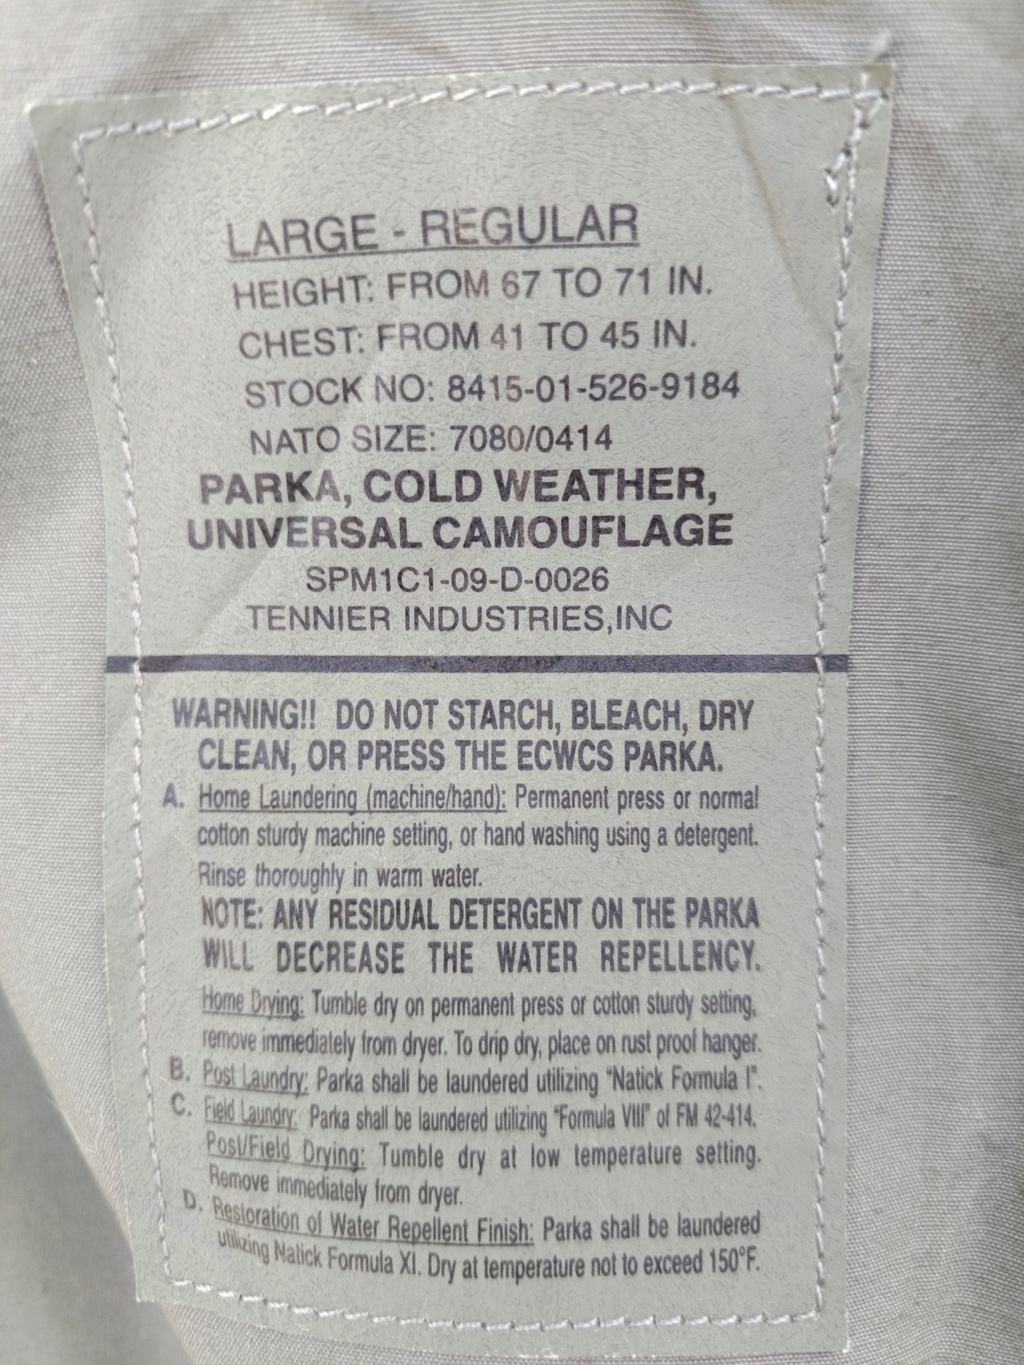 LARGE - REGULAR
HEIGHT: FROM 67 TO 71 IN.
CHEST: FROM 41 TO 45 IN.
STOCK NO: 8415-01-526-9184
NATO SIZE: 7080/0414
PARKA, COLD WEATHER,
UNIVERSAL CAMOUFLAGE
SPM1C1-09-D-0026
TENNIER INDUSTRIES,INC
WARNING!! DO NOT STARCH, BLEACH, DRY
CLEAN, OR PRESS THE ECWCS PARKA.
A. Home Laundering (machine/hand): Permanent press or normal
cotton sturdy machine setting, or hand washing using a detergent.
Rinse thoroughly in warm water.
NOTE: ANY RESIDUAL DETERGENT ON THE PARKA
WILL DECREASE THE WATER REPELLENCY.
Home Drying: Tumble dry on permanent press or cotton sturdy setting,
remove immediately from dryer. To drip dry, place on rust proof hanger.
B. Post Laundry: Parka shall be laundered utilizing "Natick Formula I".
C. Field Laundry: Parka shall be laundered utilizing "Formula VIII" of FM 42-414.
Post/Field Drying: Tumble dry at low temperature setting.
Remove immediately from dryer.
D. Restoration of Water Repellent Finish: Parka shall be laundered
utilizing Natick Formula XI. Dry at temperature not to exceed 150°F.